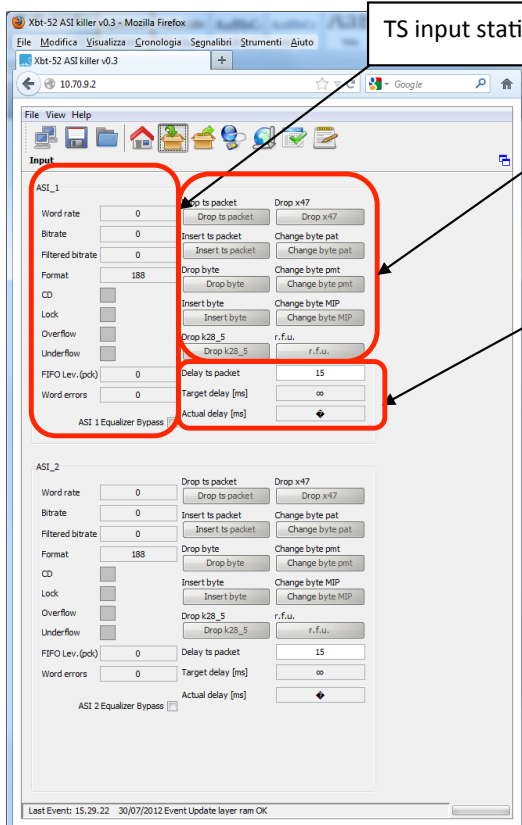 Xbt-52 ASI killer v0.3 - Mozilla Firefox
TS input stati
File Modifica Visualizza Cronologia Segnalibri Strumenti Aiuto
Xbt-52 ASI killer v0.3 +
10.70.9.2 Google
File View Help
Input
ASI_1
Drop ts packet Drop x47
Word rate 0 Drop ts packet Drop x47
Bitrate 0 Insert ts packet Change byte pat
Filtered bitrate 0 Insert ts packet Change byte pat
Format 188 Drop byte Change byte pmt
Drop byte Change byte pmt
CD Insert byte Change byte MIP
Lock Insert byte Change byte MIP
Overflow Drop k28_5 r.f.u.
Underflow Drop k28_5 r.f.u.
FIFO Lev.(pck) 0 Delay ts packet 15
Word errors 0 Target delay [ms] ∞
ASI 1 Equalizer Bypass Actual delay [ms] �
ASI_2
Drop ts packet Drop x47
Word rate 0 Drop ts packet Drop x47
Bitrate 0 Insert ts packet Change byte pat
Filtered bitrate 0 Insert ts packet Change byte pat
Format 188 Drop byte Change byte pmt
Drop byte Change byte pmt
CD Insert byte Change byte MIP
Lock Insert byte Change byte MIP
Overflow Drop k28_5 r.f.u.
Underflow Drop k28_5 r.f.u.
FIFO Lev.(pck) 0 Delay ts packet 15
Word errors 0 Target delay [ms] ∞
ASI 2 Equalizer Bypass Actual delay [ms] �
Last Event: 15.29.22 30/07/2012 Event Update layer ram OK